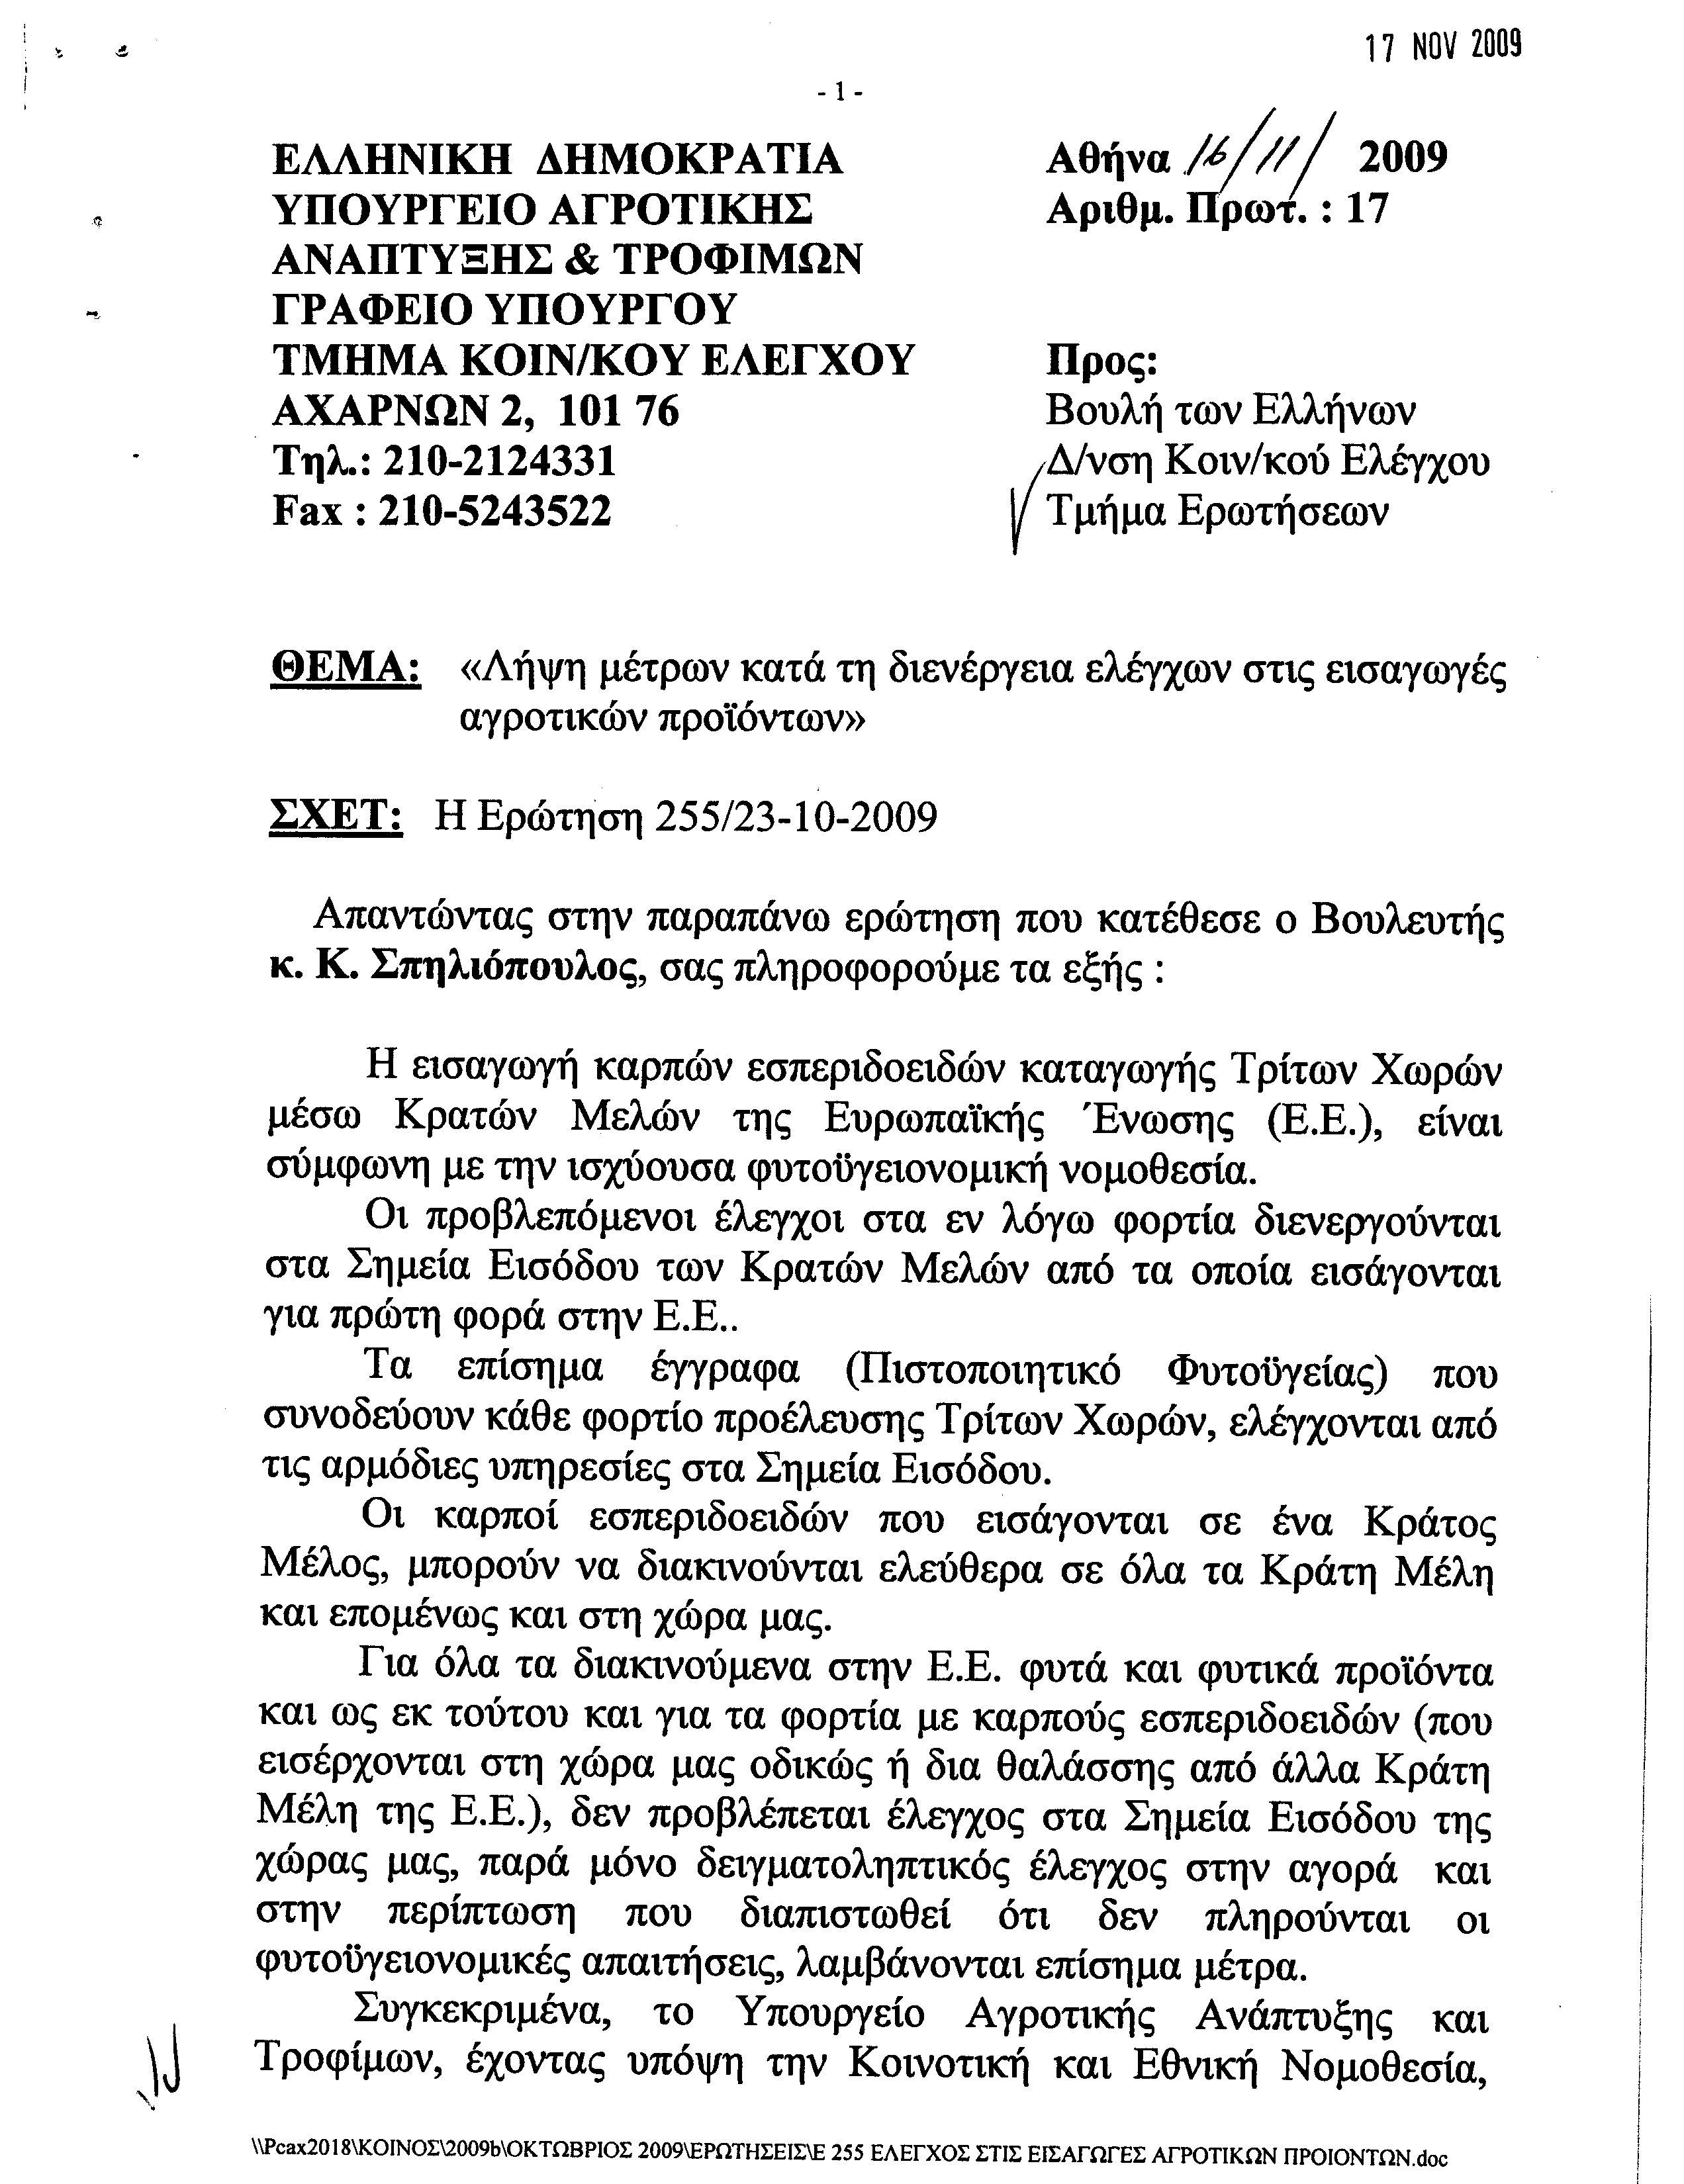 17 NOV 2009
- 1 -
ΕΛΛΗΝΙΚΗ ΔΗΜΟΚΡΑΤΙΑ
ΥΠΟΥΡΓΕΙΟ ΑΓΡΟΤΙΚΗΣ
ΑΝΑΠΤΥΞΗΣ & ΤΡΟΦΙΜΩΝ
ΓΡΑΦΕΙΟ ΥΠΟΥΡΓΟΥ
ΤΜΗΜΑ ΚΟΙΝ/ΚΟΥ ΕΛΕΓΧΟΥ
ΑΧΑΡΝΩΝ 2, 101 76
Τηλ.: 210-2124331
Fax : 210-5243522
Αθήνα 16/11/ 2009
Αριθμ. Πρωτ. : 17
Προς:
Βουλή των Ελλήνων
Δ/νση Κοιν/κού Ελέγχου
Τμήμα Ερωτήσεων
ΘΕΜΑ: «Λήψη μέτρων κατά τη διενέργεια ελέγχων στις εισαγωγές
αγροτικών προϊόντων»
ΣΧΕΤ: Η Ερώτηση 255/23-10-2009
Απαντώντας στην παραπάνω ερώτηση που κατέθεσε ο Βουλευτής
κ. Κ. Σπηλιόπουλος, σας πληροφορούμε τα εξής :
Η εισαγωγή καρπών εσπεριδοειδών καταγωγής Τρίτων Χωρών
μέσω Κρατών Μελών της Ευρωπαϊκής Ένωσης (Ε.Ε.), είναι
σύμφωνη με την ισχύουσα φυτοϋγειονομική νομοθεσία.
Οι προβλεπόμενοι έλεγχοι στα εν λόγω φορτία διενεργούνται
στα Σημεία Εισόδου των Κρατών Μελών από τα οποία εισάγονται
για πρώτη φορά στην Ε.Ε..
Τα επίσημα έγγραφα (Πιστοποιητικό Φυτοϋγείας) που
συνοδεύουν κάθε φορτίο προέλευσης Τρίτων Χωρών, ελέγχονται από
τις αρμόδιες υπηρεσίες στα Σημεία Εισόδου.
Οι καρποί εσπεριδοειδών που εισάγονται σε ένα Κράτος
Μέλος, μπορούν να διακινούνται ελεύθερα σε όλα τα Κράτη Μέλη
και επομένως και στη χώρα μας.
Για όλα τα διακινούμενα στην Ε.Ε. φυτά και φυτικά προϊόντα
και ως εκ τούτου και για τα φορτία με καρπούς εσπεριδοειδών (που
εισέρχονται στη χώρα μας οδικώς ή δια θαλάσσης από άλλα Κράτη
Μέλη της Ε.Ε.), δεν προβλέπεται έλεγχος στα Σημεία Εισόδου της
χώρας μας, παρά μόνο δειγματοληπτικός έλεγχος στην αγορά και
στην περίπτωση που διαπιστωθεί ότι δεν πληρούνται οι
φυτοϋγειονομικές απαιτήσεις, λαμβάνονται επίσημα μέτρα.
Συγκεκριμένα, το Υπουργείο Αγροτικής Ανάπτυξης και
Τροφίμων, έχοντας υπόψη την Κοινοτική και Εθνική Νομοθεσία,
\\Pcax2018\ΚΟΙΝΟΣ\2009b\ΟΚΤΩΒΡΙΟΣ 2009\ΕΡΩΤΗΣΕΙΣ\Ε 255 ΕΛΕΓΧΟΣ ΣΤΙΣ ΕΙΣΑΓΩΓΕΣ ΑΓΡΟΤΙΚΩΝ ΠΡΟΙΟΝΤΩΝ.doc